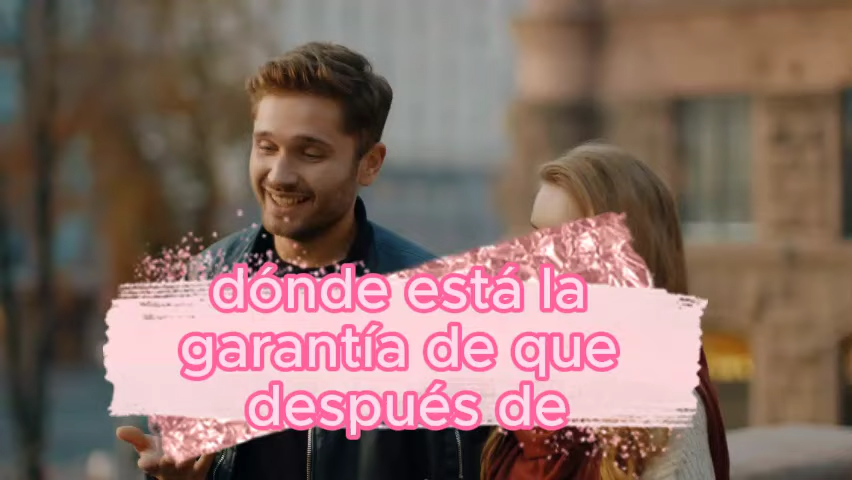 dónde está la
garantía de que
después de